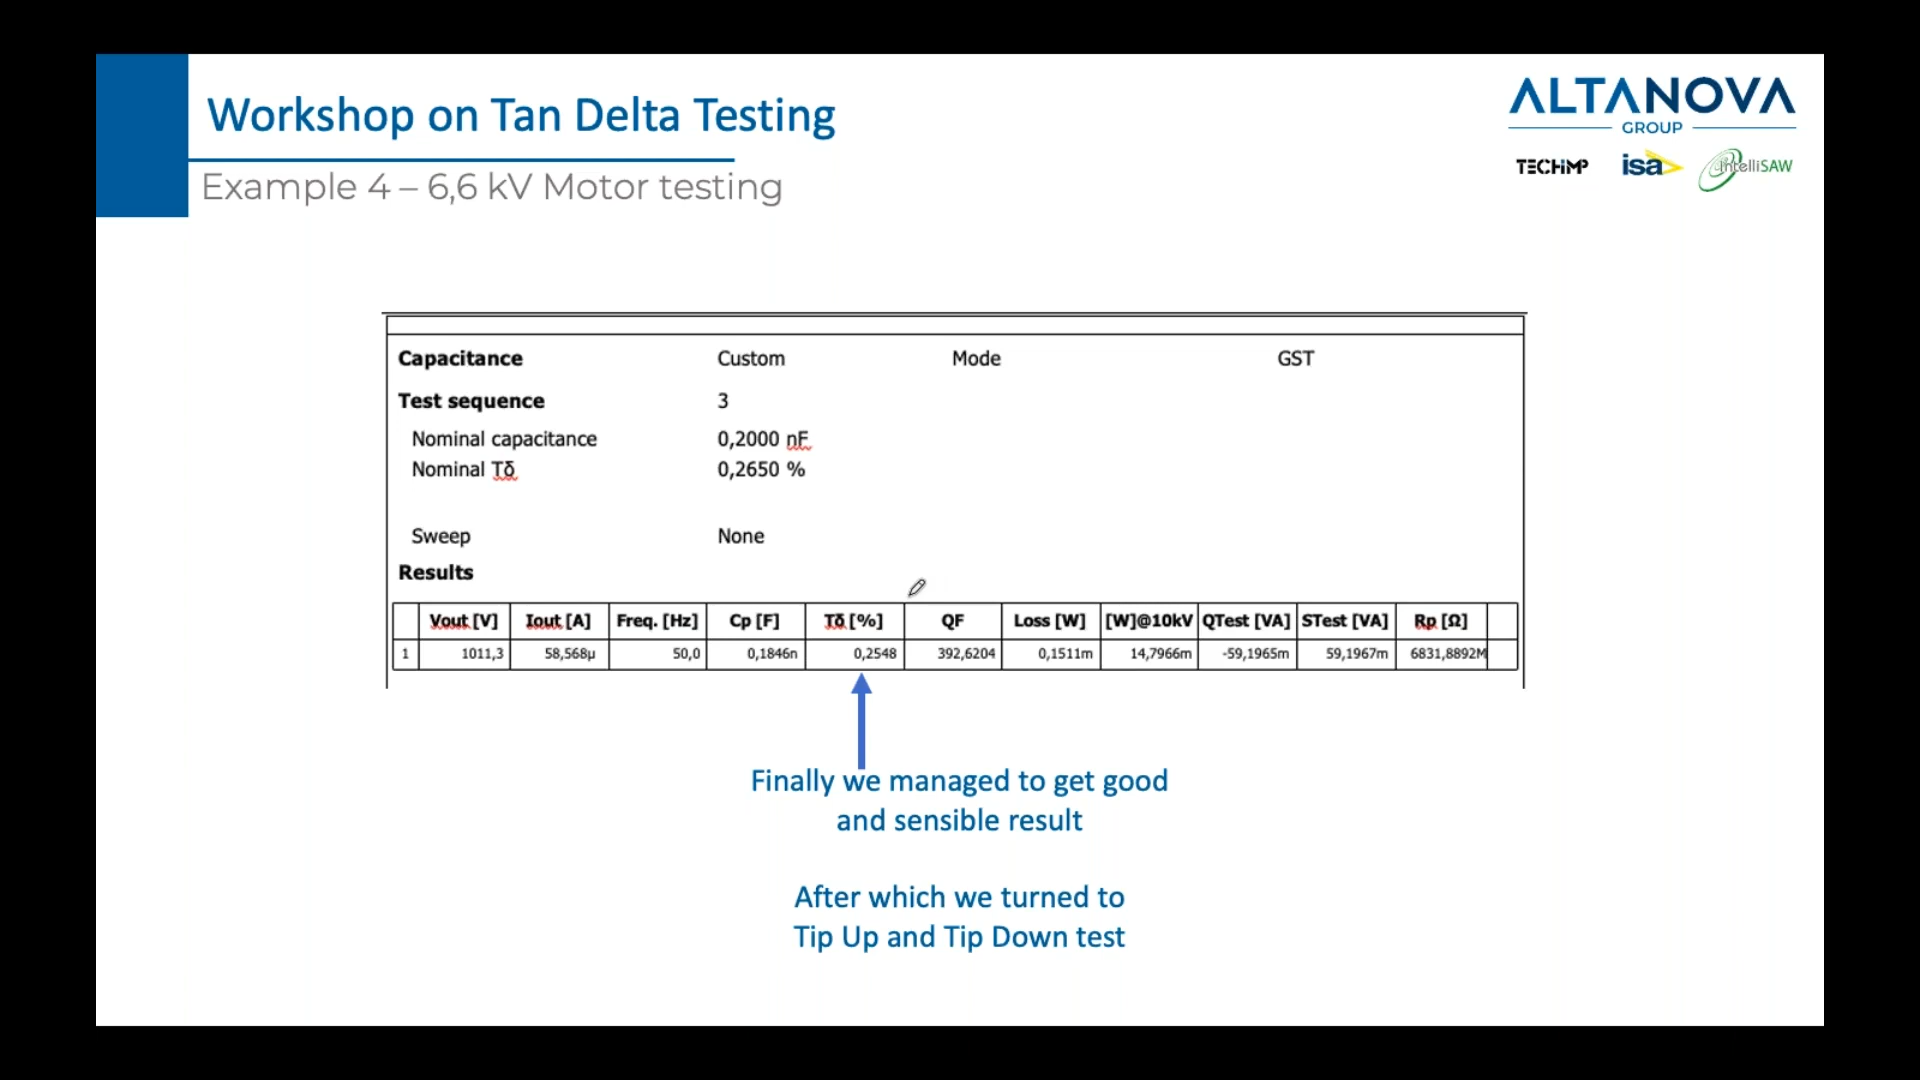 Workshop on Tan Delta Testing
Example 4 – 6,6 kV Motor testing
ALTANOVA
GROUP
TECHIMP isa intelliSAW
Capacitance Custom Mode GST
Test sequence 3
Nominal capacitance 0,2000 nF
Nominal Tδ 0,2650 %
Sweep None
Results
Vout [V] Iout [A] Freq. [Hz] Cp [F] Tδ [%] QF Loss [W] [W]@10kV QTest [VA] STest [VA] Rp [Ω]
1 1011,3 58,568µ 50,0 0,1846n 0,2548 392,6204 0,1511m 14,7966m -59,1965m 59,1967m 6831,8892M
Finally we managed to get good
and sensible result
After which we turned to
Tip Up and Tip Down test